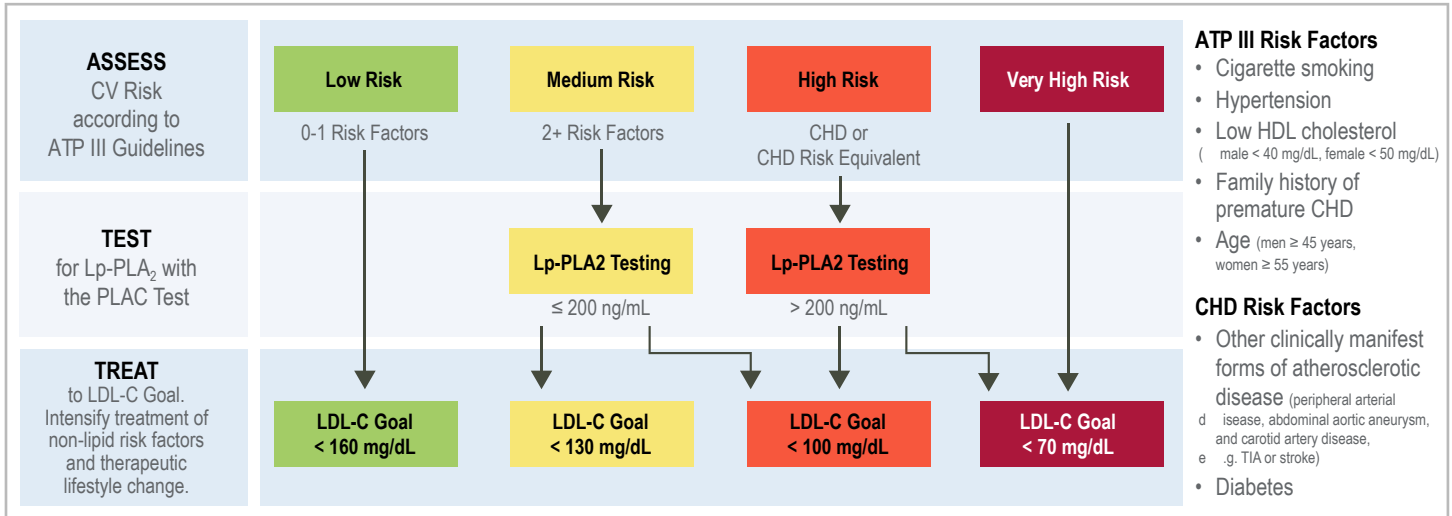 ASSESS
CV Risk
according to
ATP III Guidelines
Low Risk
0-1 Risk Factors
Medium Risk
2+ Risk Factors
High Risk
CHD or
CHD Risk Equivalent
Very High Risk
TEST
for Lp-PLA₂ with
the PLAC Test
Lp-PLA2 Testing
≤ 200 ng/mL
Lp-PLA2 Testing
> 200 ng/mL
TREAT
to LDL-C Goal.
Intensify treatment of
non-lipid risk factors
and therapeutic
lifestyle change.
LDL-C Goal
< 160 mg/dL
LDL-C Goal
< 130 mg/dL
LDL-C Goal
< 100 mg/dL
LDL-C Goal
< 70 mg/dL
ATP III Risk Factors
• Cigarette smoking
• Hypertension
• Low HDL cholesterol
( male < 40 mg/dL, female < 50 mg/dL)
• Family history of
premature CHD
• Age (men ≥ 45 years,
women ≥ 55 years)
CHD Risk Factors
• Other clinically manifest
forms of atherosclerotic
disease (peripheral arterial
d isease, abdominal aortic aneurysm,
and carotid artery disease,
e .g. TIA or stroke)
• Diabetes